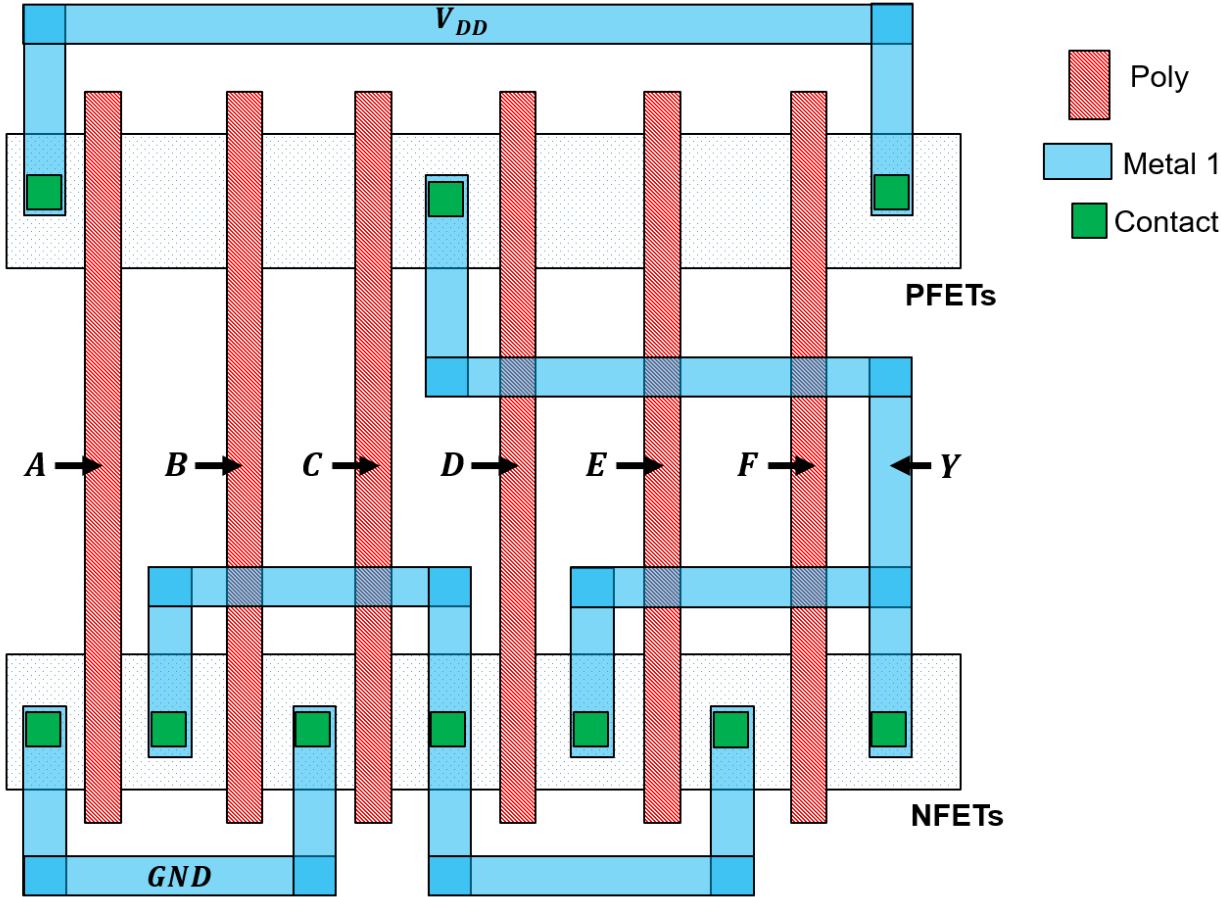 V_DD
Poly
Metal 1
Contact
PFETs
A
B
C
D
E
F
Y
NFETs
GND